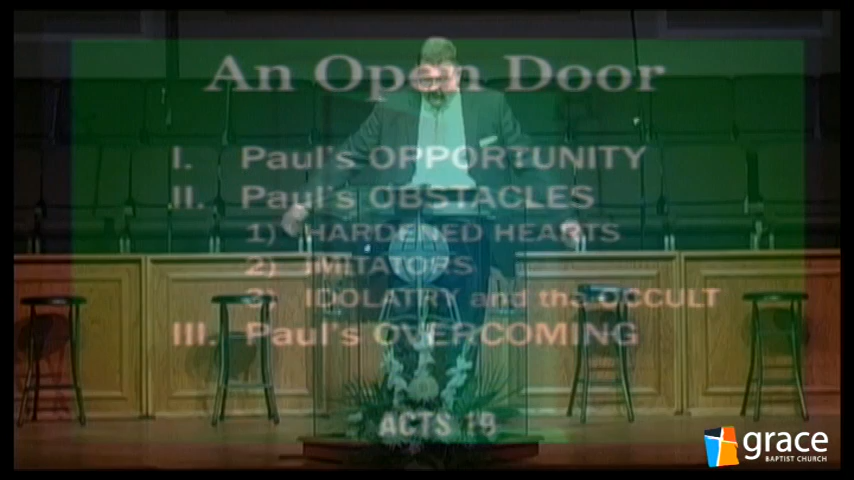 An Open Door
I. Paul's OPPORTUNITY
II. Paul's OBSTACLES
1) HARDENED HEARTS
2) IMITATORS
3) IDOLATRY and the OCCULT
III. Paul's OVERCOMING
ACTS 19
grace
BAPTIST CHURCH